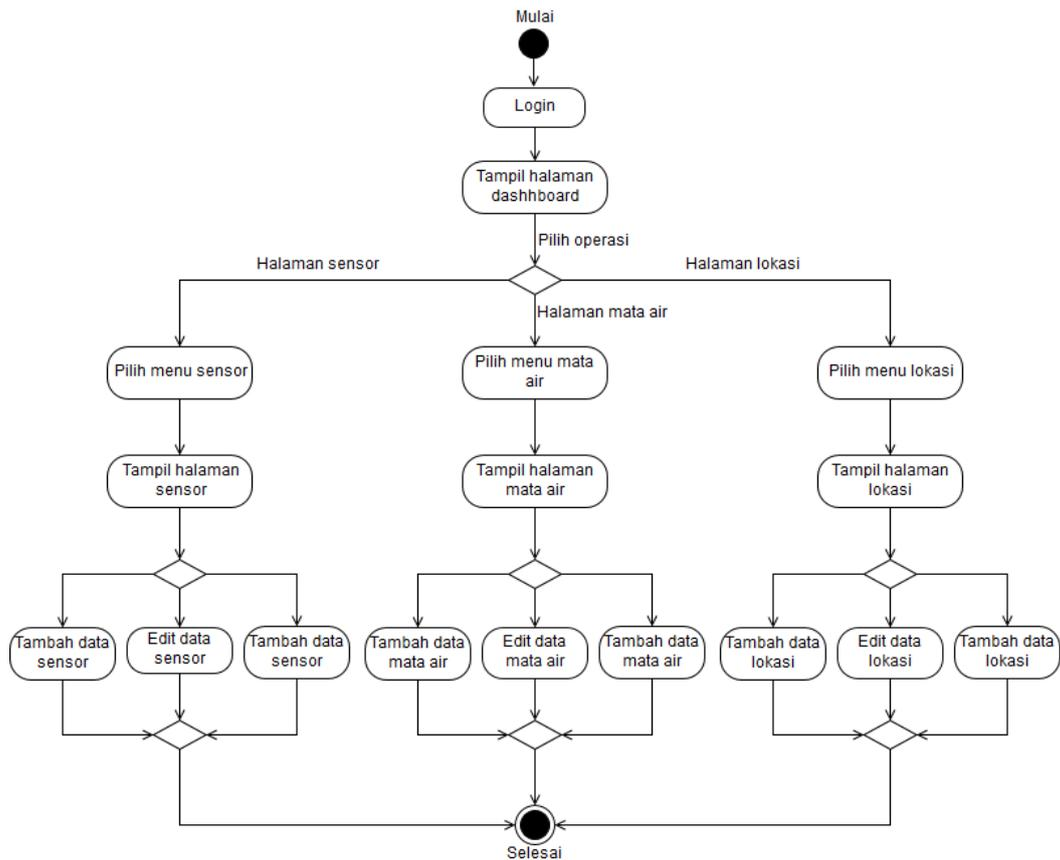 Mulai
Login
Tampil halaman
dashhboard
Pilih operasi
Halaman sensor
Halaman lokasi
Halaman mata air
Pilih menu sensor
Pilih menu mata
air
Pilih menu lokasi
Tampil halaman
sensor
Tampil halaman
mata air
Tampil halaman
lokasi
Tambah data
sensor
Edit data
sensor
Tambah data
sensor
Tambah data
mata air
Edit data
mata air
Tambah data
mata air
Tambah data
lokasi
Edit data
lokasi
Tambah data
lokasi
Selesai